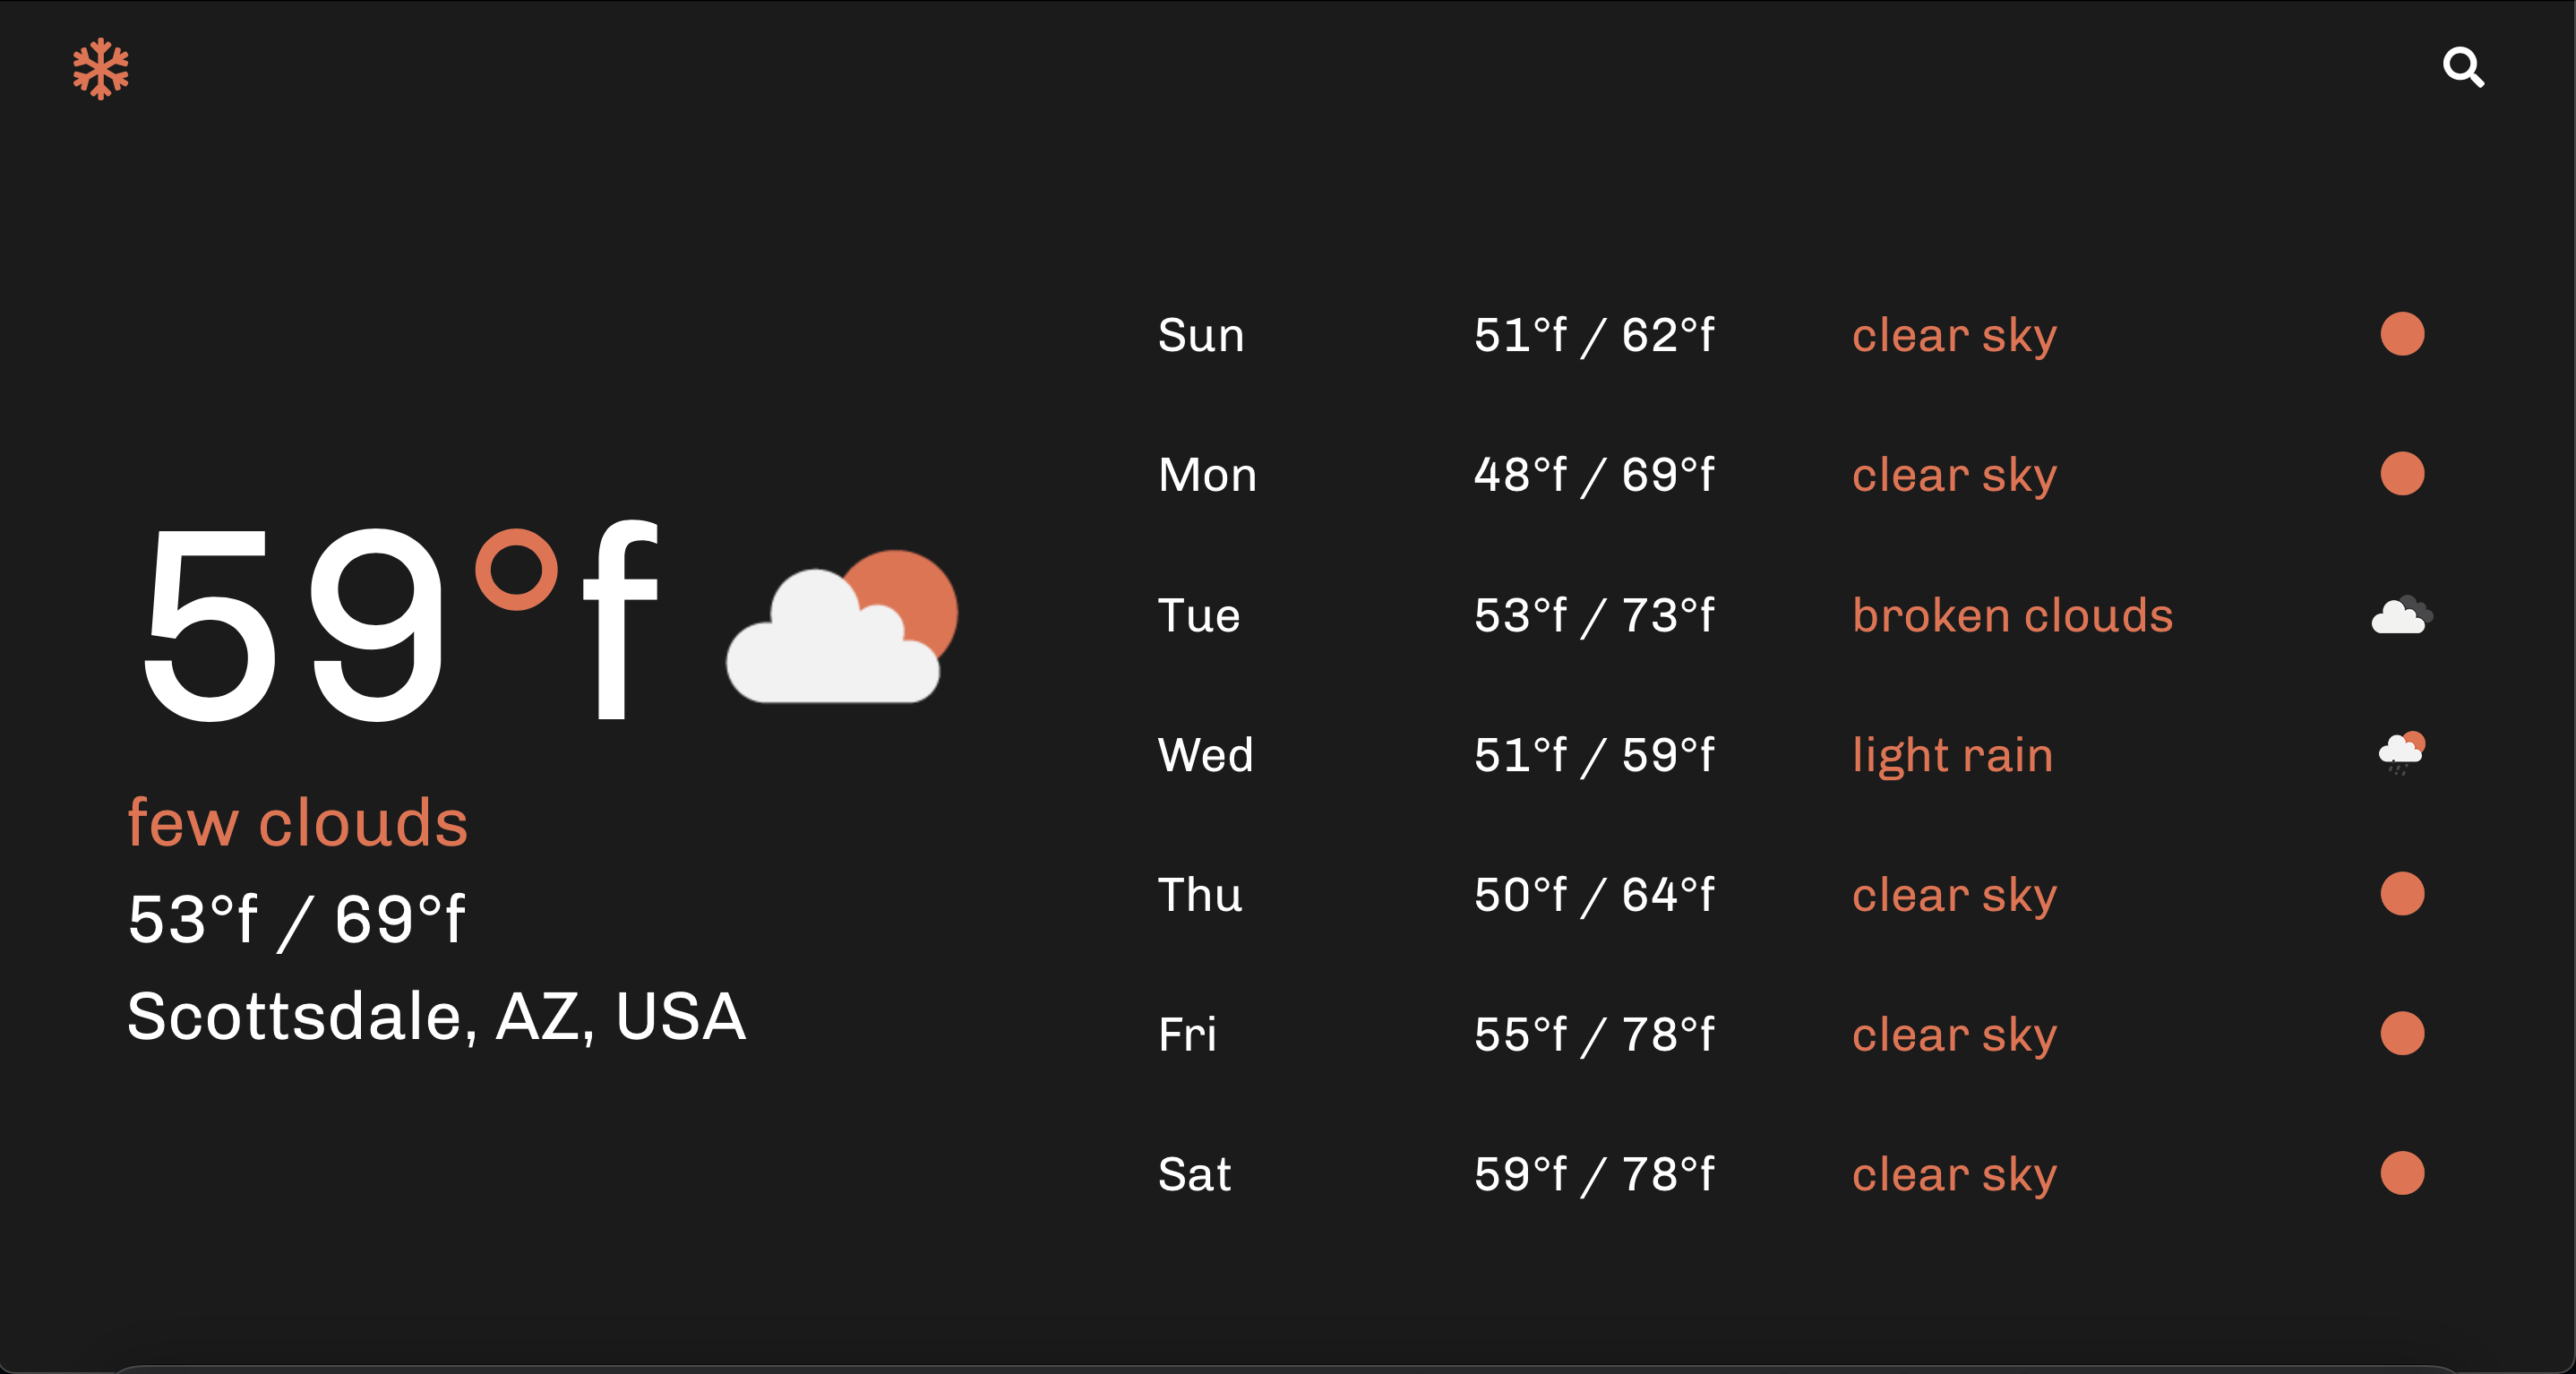 59°f
few clouds
53°f / 69°f
Scottsdale, AZ, USA
Sun 51°f / 62°f clear sky
Mon 48°f / 69°f clear sky
Tue 53°f / 73°f broken clouds
Wed 51°f / 59°f light rain
Thu 50°f / 64°f clear sky
Fri 55°f / 78°f clear sky
Sat 59°f / 78°f clear sky